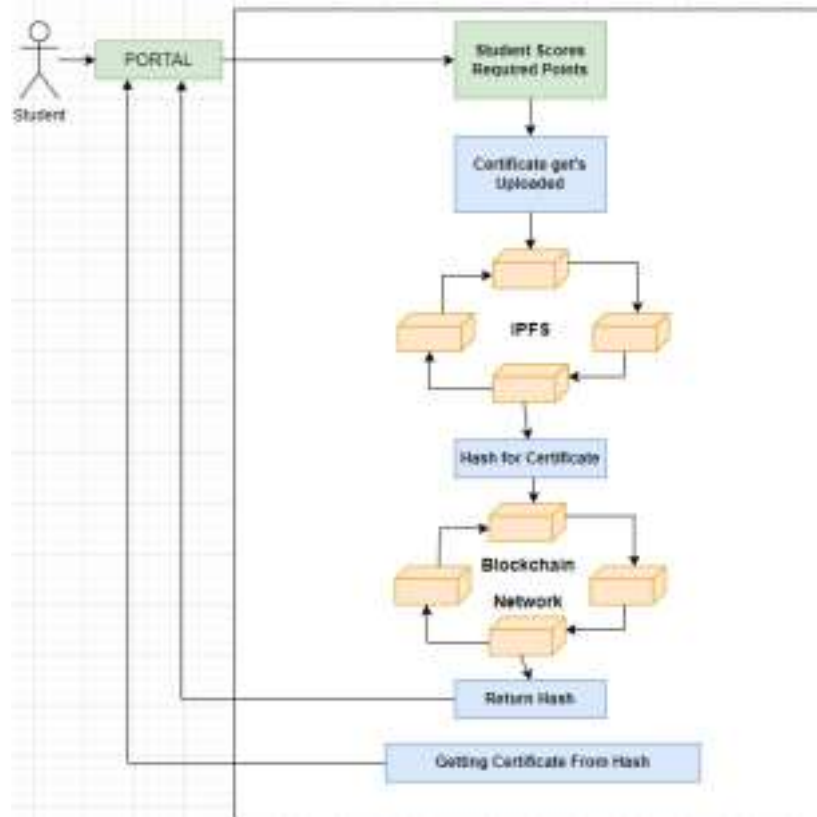 PORTAL
Student Scores
Required Points
Student
Certificate get's
Uploaded
IPFS
Hash for Certificate
Blockchain
Network
Return Hash
Getting Certificate From Hash